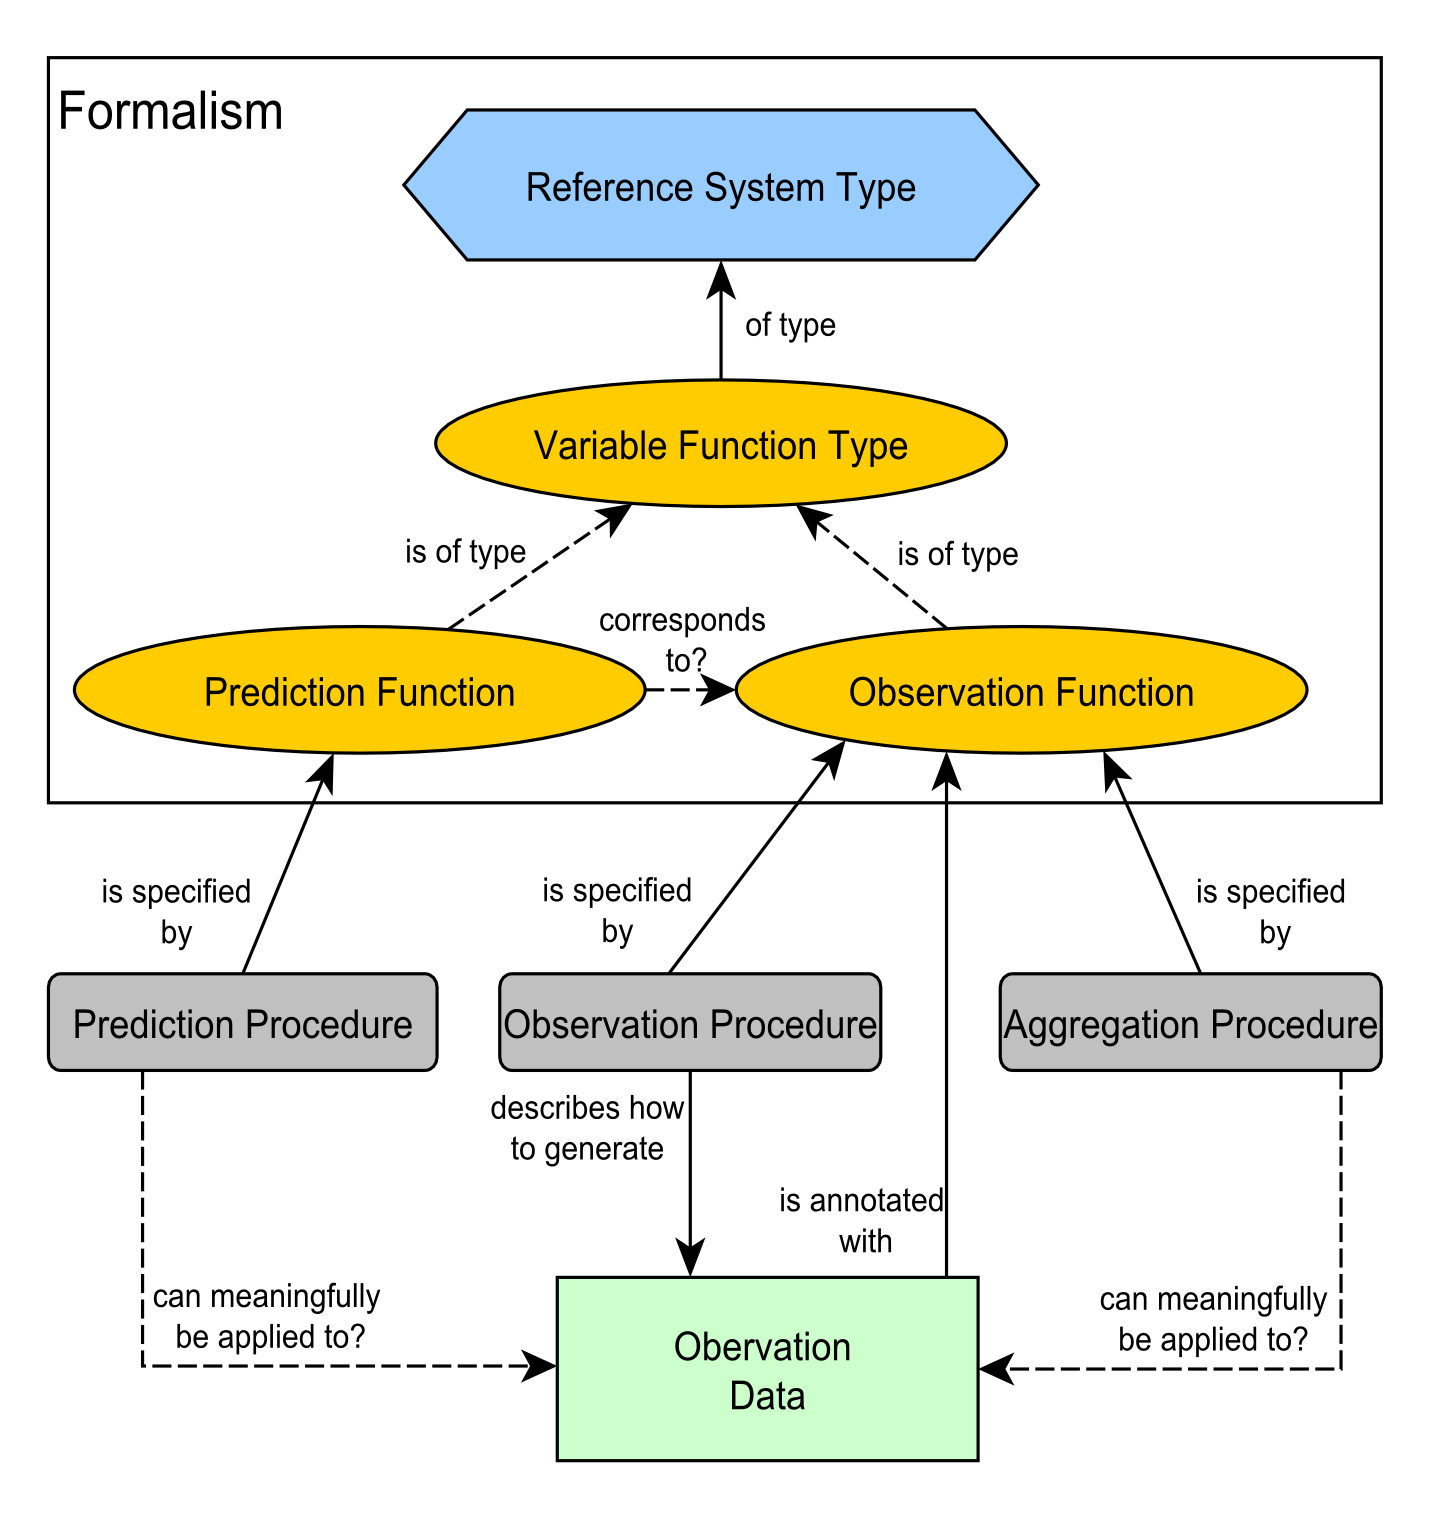 Formalism
Reference System Type
of type
Variable Function Type
is of type
is of type
corresponds
to?
Prediction Function
Observation Function
is specified
by
is specified
by
is specified
by
Prediction Procedure
Observation Procedure
Aggregation Procedure
describes how
to generate
is annotated
with
can meaningfully
be applied to?
can meaningfully
be applied to?
Obervation
Data